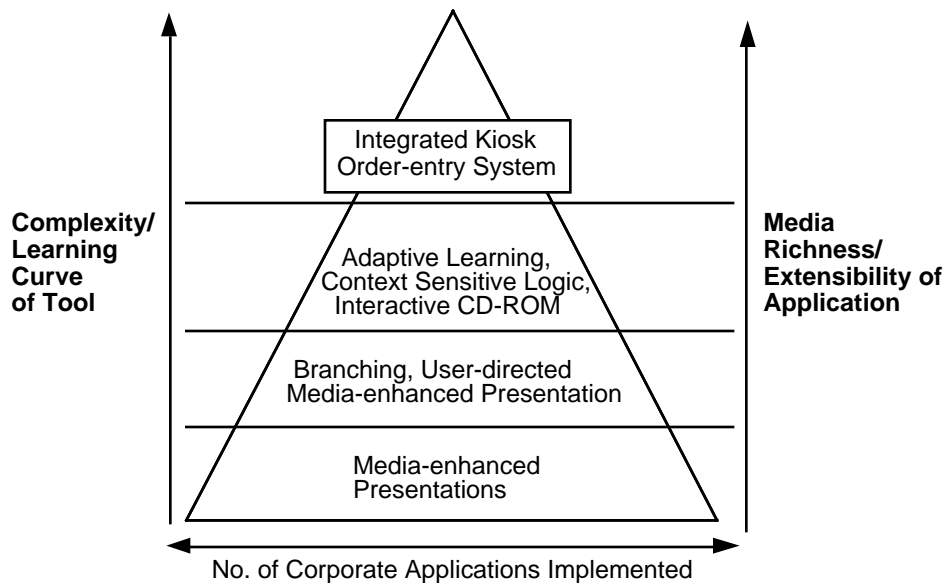 Integrated Kiosk
Order-entry System
Complexity/
Learning
Curve
of Tool
Media
Richness/
Extensibility of
Application
Adaptive Learning,
Context Sensitive Logic,
Interactive CD-ROM
Branching, User-directed
Media-enhanced Presentation
Media-enhanced
Presentations
No. of Corporate Applications Implemented